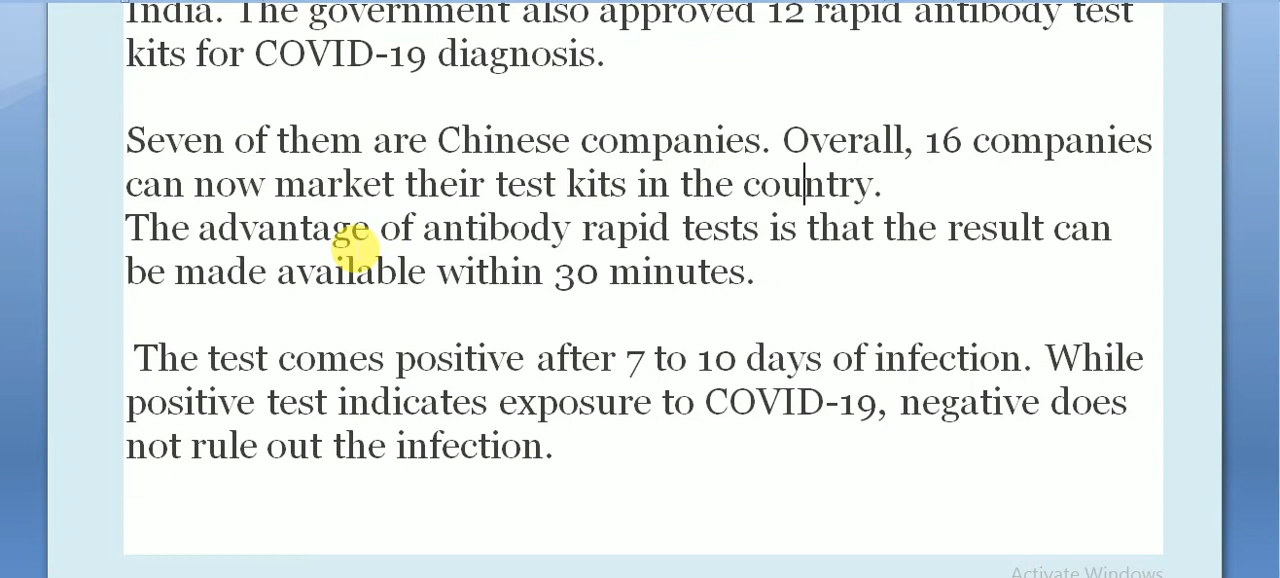 India. The government also approved 12 rapid antibody test
kits for COVID-19 diagnosis.
Seven of them are Chinese companies. Overall, 16 companies
can now market their test kits in the country.
The advantage of antibody rapid tests is that the result can
be made available within 30 minutes.
The test comes positive after 7 to 10 days of infection. While
positive test indicates exposure to COVID-19, negative does
not rule out the infection.
Activate Windows